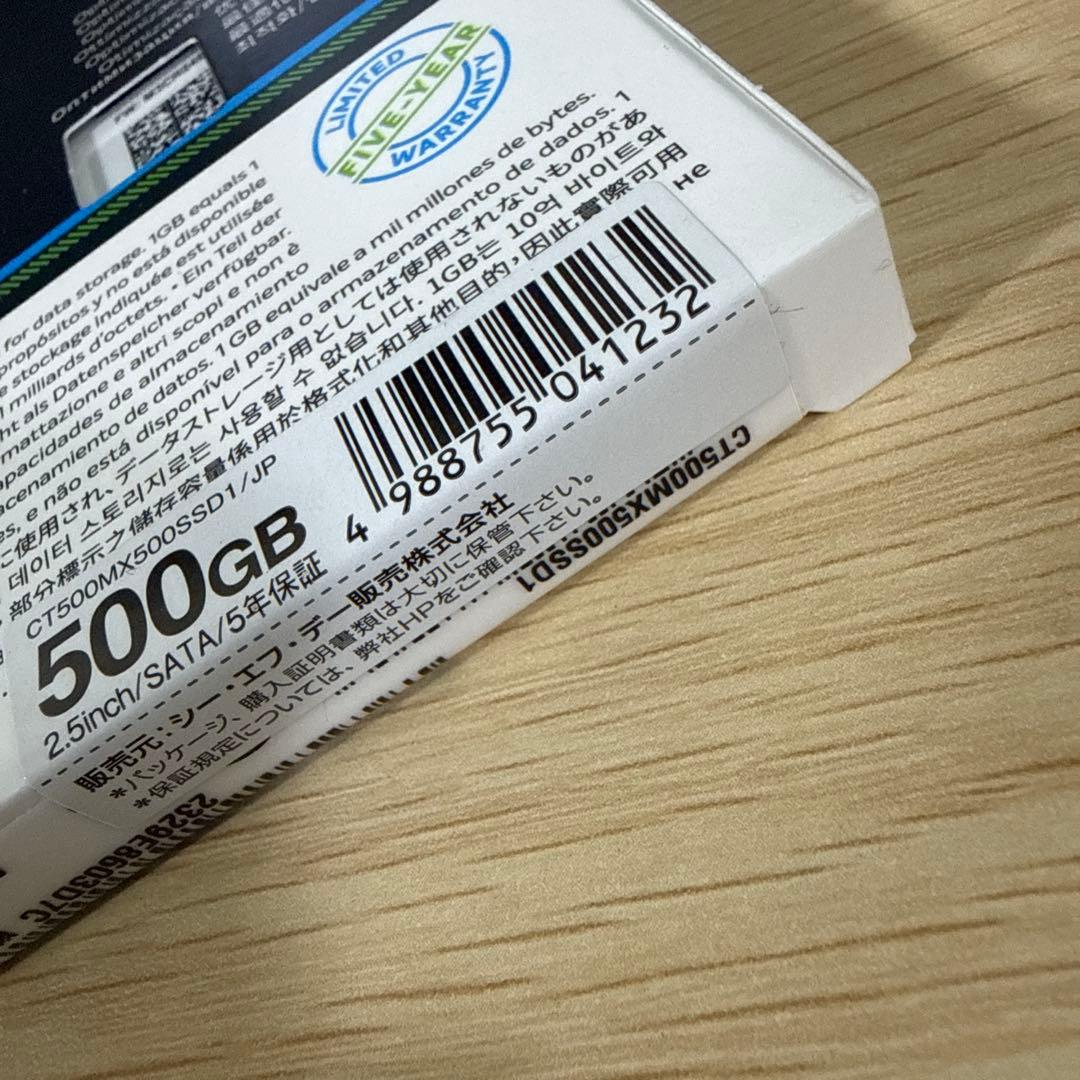 LIMITED
FIVE-YEAR
WARRANTY
for data storage. 1GB equals 1
propósitos y no está disponible
stockage indiquée est utilisée
milliards d'octets. - Ein Teil der
als Datenspeicher verfügbar.
mattazione e altri scopi e non è
capacidades de almacenamiento
acenamiento de datos. 1 GB equivale a mil millones de bytes.
s, e não está disponível para o armazenamento de dados. 1
に使用され、データストレージ用としては使用されないものがあ
데이터 스토리지로는 사용할 수 없습니다. 1GB는 10억 바이트와
部分標示之儲存容量係用於格式化和其他目的,因此實際可用
не
CT500MX500SSD1/JP
500GB
2.5inch/SATA/5年保証
4 988755 041232
販売元:シー・エフ・デー販売株式会社
*パッケージ、購入証明書類は大切に保管下さい。
*保証規定については、弊社HPをご確認下さい。
CT500MX500SSD1
2329E8603D7C